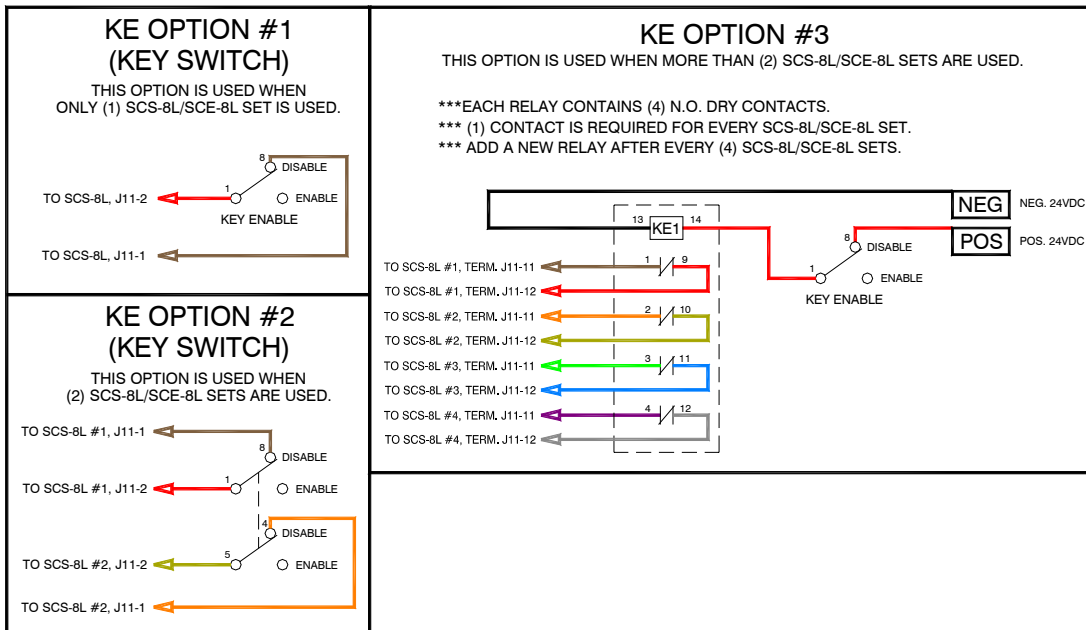 KE OPTION #1
(KEY SWITCH)
THIS OPTION IS USED WHEN
ONLY (1) SCS-8L/SCE-8L SET IS USED.
8
DISABLE
1
TO SCS-8L, J11-2
ENABLE
KEY ENABLE
TO SCS-8L, J11-1
KE OPTION #2
(KEY SWITCH)
THIS OPTION IS USED WHEN
(2) SCS-8L/SCE-8L SETS ARE USED.
TO SCS-8L #1, J11-1
8
DISABLE
1
TO SCS-8L #1, J11-2
ENABLE
4
DISABLE
5
TO SCS-8L #2, J11-2
ENABLE
TO SCS-8L #2, J11-1
KE OPTION #3
THIS OPTION IS USED WHEN MORE THAN (2) SCS-8L/SCE-8L SETS ARE USED.
***EACH RELAY CONTAINS (4) N.O. DRY CONTACTS.
*** (1) CONTACT IS REQUIRED FOR EVERY SCS-8L/SCE-8L SET.
*** ADD A NEW RELAY AFTER EVERY (4) SCS-8L/SCE-8L SETS.
NEG NEG. 24VDC
13 KE1 14
POS POS. 24VDC
8
DISABLE
1
ENABLE
KEY ENABLE
TO SCS-8L #1, TERM. J11-11 1 9
TO SCS-8L #1, TERM. J11-12
TO SCS-8L #2, TERM. J11-11 2 10
TO SCS-8L #2, TERM. J11-12
TO SCS-8L #3, TERM. J11-11 3 11
TO SCS-8L #3, TERM. J11-12
TO SCS-8L #4, TERM. J11-11 4 12
TO SCS-8L #4, TERM. J11-12